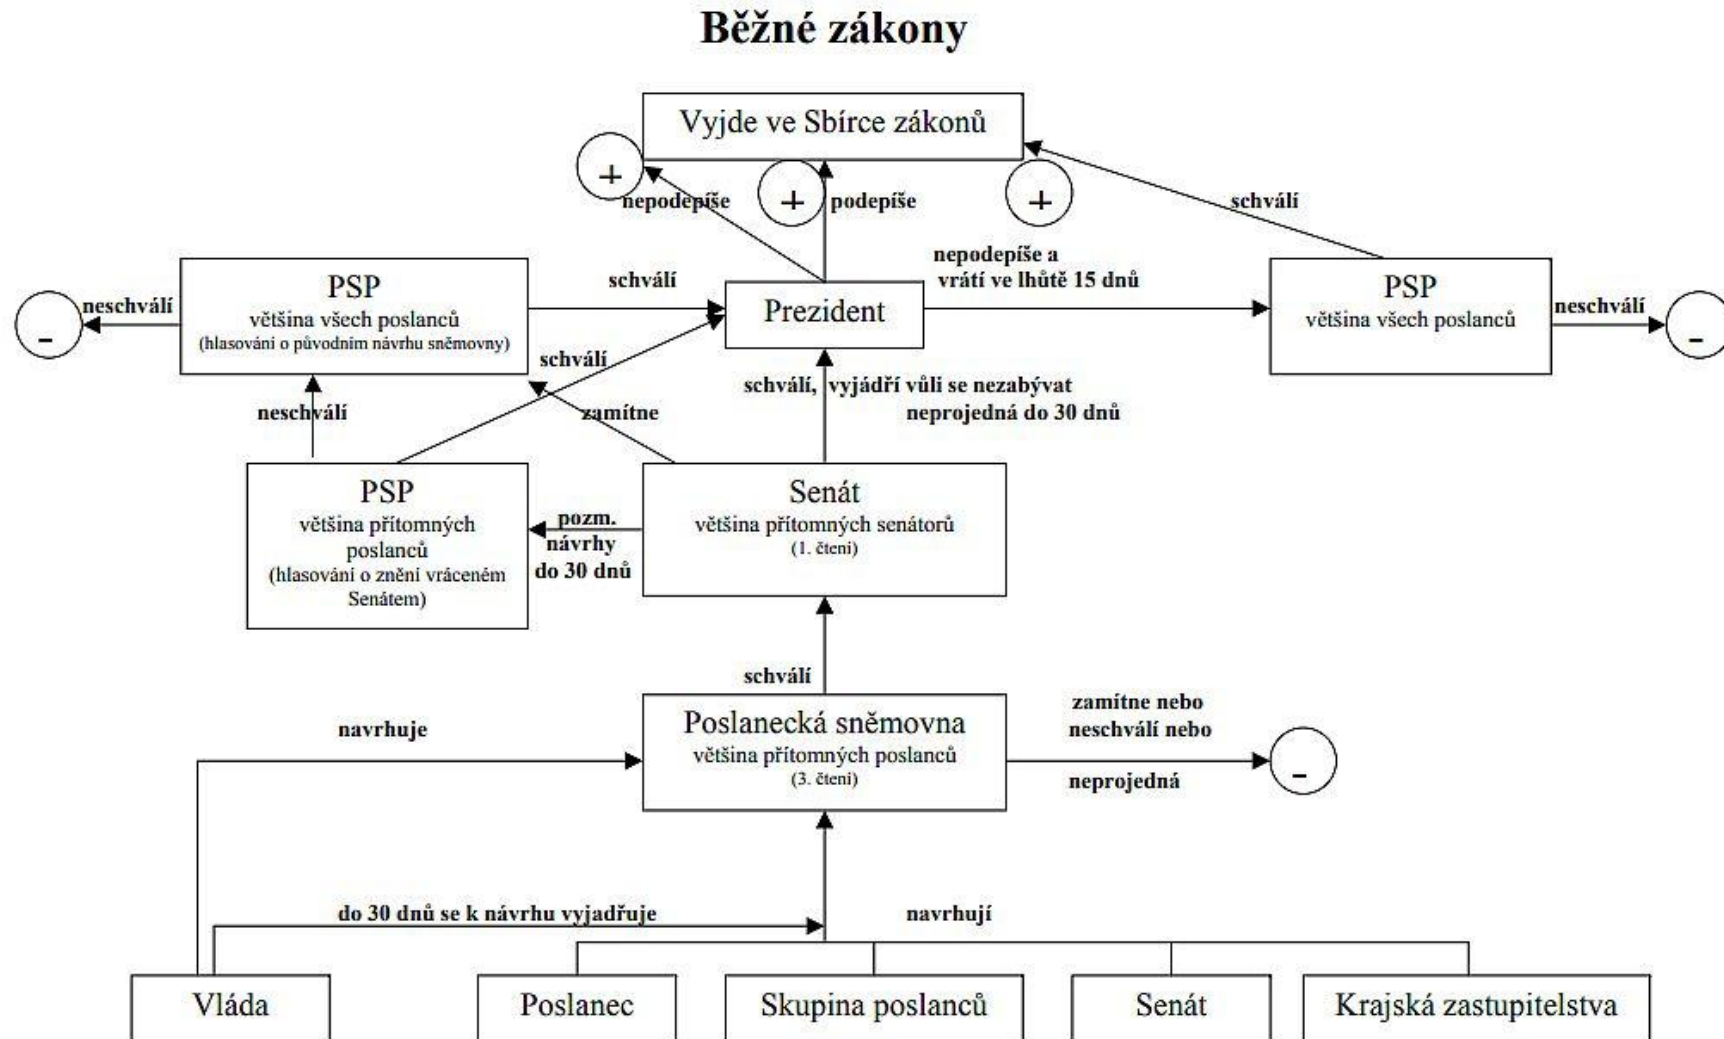 Běžné zákony
Vyjde ve Sbírce zákonů
+
+
+
nepodepíše
podepíše
schválí
nepodepíše a
vrátí ve lhůtě 15 dnů
neschválí
-
PSP
většina všech poslanců
(hlasování o původním návrhu sněmovny)
schválí
Prezident
PSP
většina všech poslanců
neschválí
-
schválí
neschválí
zamítne
schválí, vyjádří vůli se nezabývat
neprojedná do 30 dnů
PSP
většina přítomných
poslanců
(hlasování o znění vráceném
Senátem)
pozm.
návrhy
do 30 dnů
Senát
většina přítomných senátorů
(1. čtení)
schválí
navrhuje
Poslanecká sněmovna
většina přítomných poslanců
(3. čtení)
zamítne nebo
neschválí nebo
neprojedná
-
do 30 dnů se k návrhu vyjadřuje
navrhují
Vláda
Poslanec
Skupina poslanců
Senát
Krajská zastupitelstva